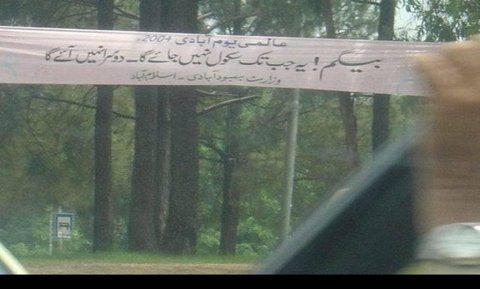 عالمی یوم آبادی 2009ء
بیگم! یہ جب تک سکول نہیں جائے گا۔ دوسرا نہیں آئے گا
وزارت بہبود آبادی ۔ اسلام آباد